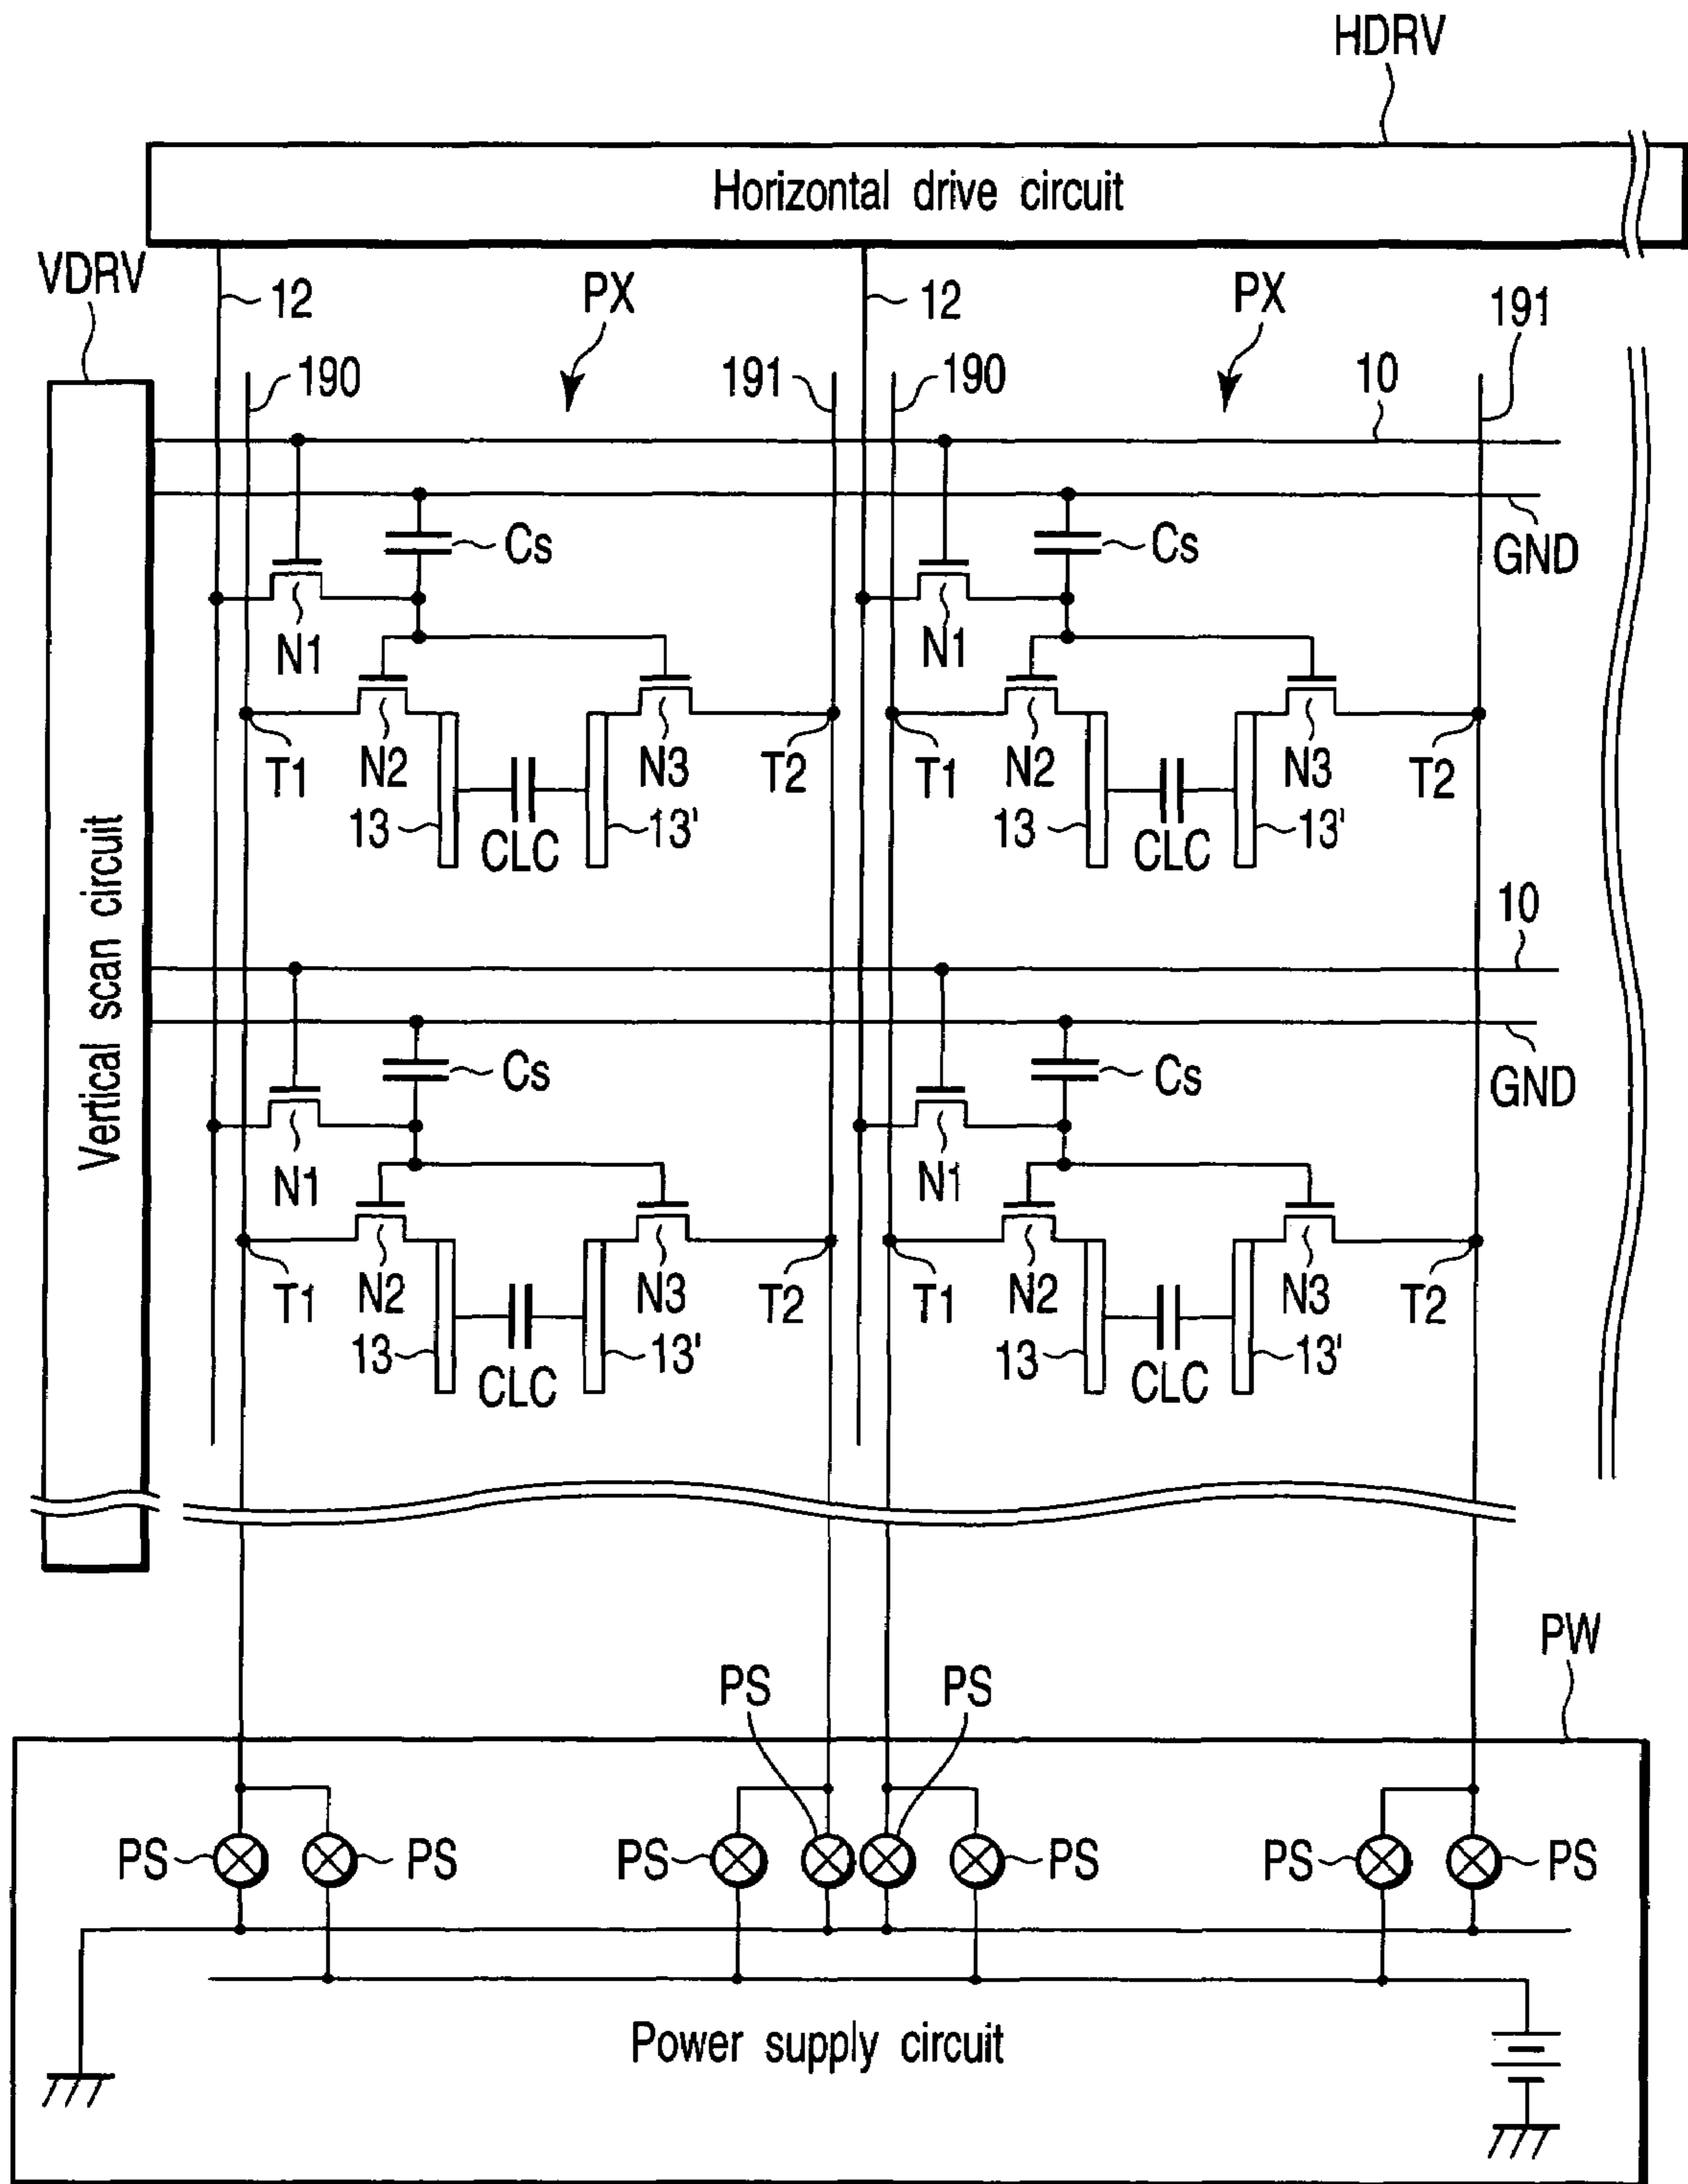 HDRV
Horizontal drive circuit
VDRV
12
PX
12
PX
191
190
191
190
10
Cs
Cs
GND
N1
N1
T1
N2
N3
T2
T1
N2
N3
T2
13
CLC
13'
13
CLC
13'
Vertical scan circuit
10
Cs
Cs
GND
N1
N1
T1
N2
N3
T2
T1
N2
N3
T2
13
CLC
13'
13
CLC
13'
PW
PS
PS
PS
PS
PS
PS
PS
PS
Power supply circuit